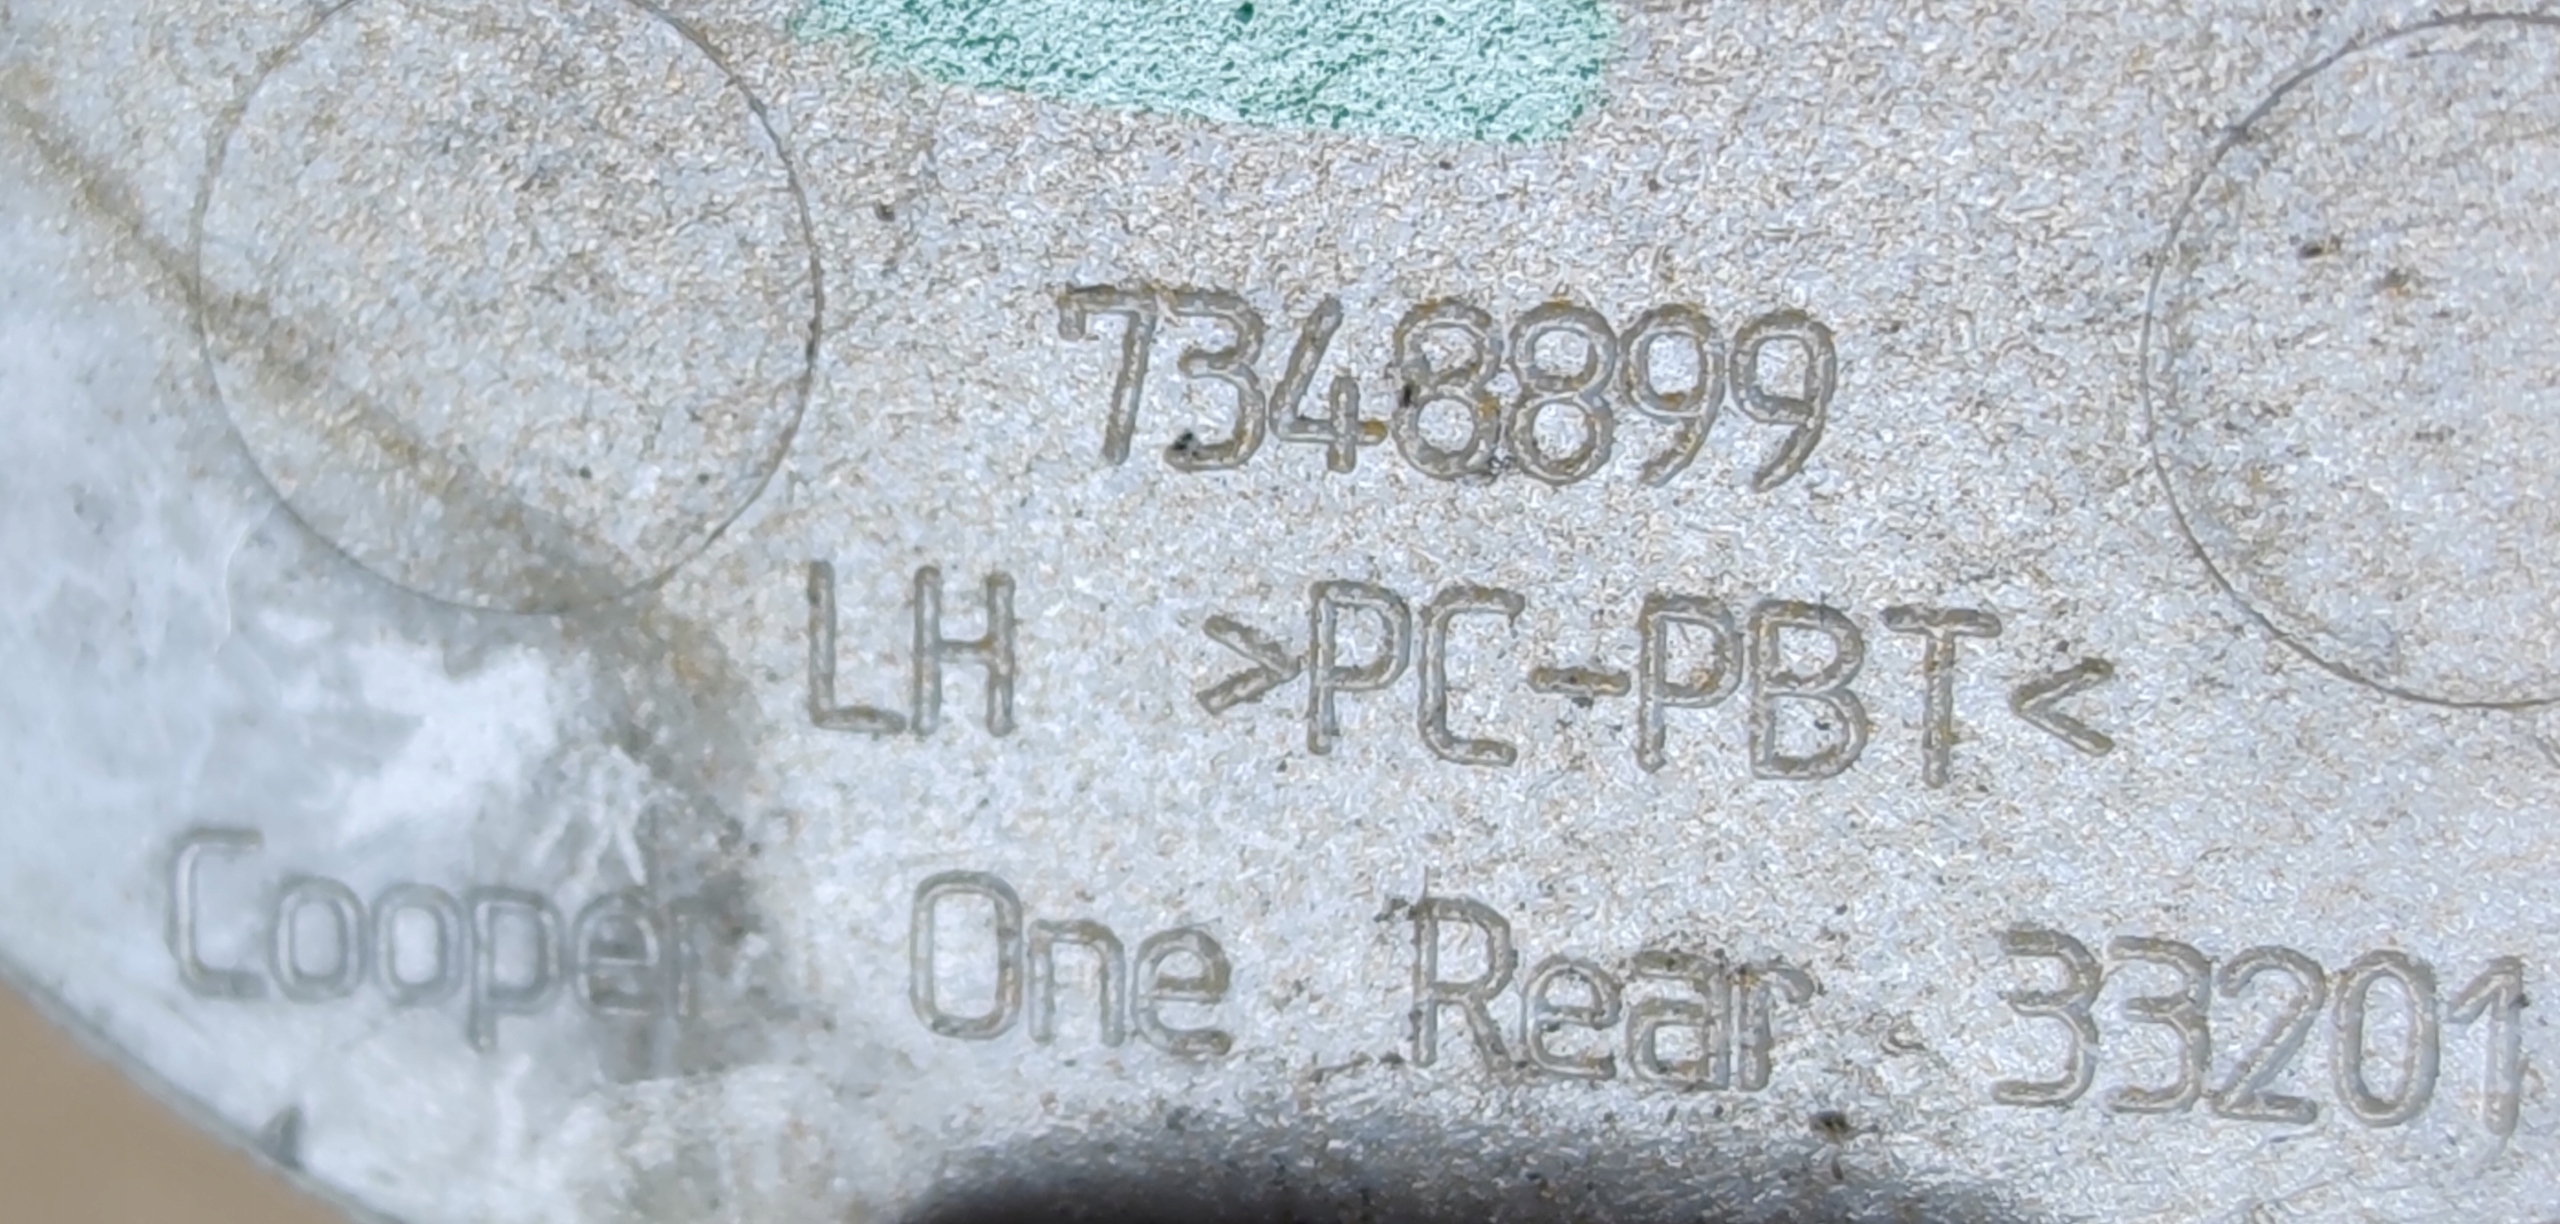 7348899
LH >PC-PBT<
Cooper One Rear 33201